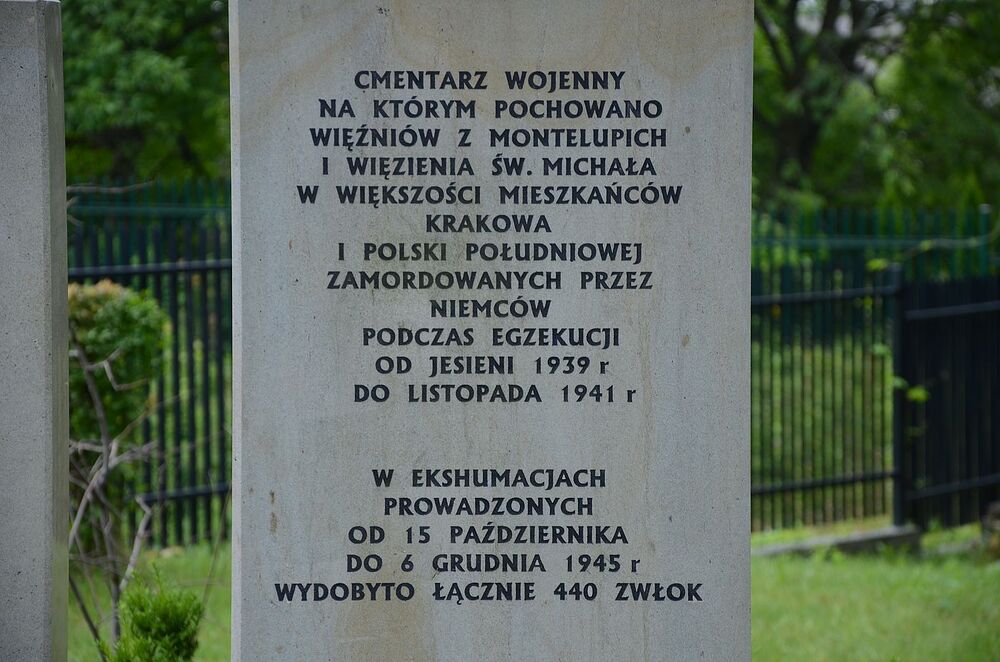 CMENTARZ WOJENNY
NA KTÓRYM POCHOWANO
WIĘŹNIÓW Z MONTELUPICH
I WIĘZIENIA ŚW. MICHAŁA
W WIĘKSZOŚCI MIESZKAŃCÓW
KRAKOWA
I POLSKI POŁUDNIOWEJ
ZAMORDOWANYCH PRZEZ
NIEMCÓW
PODCZAS EGZEKUCJI
OD JESIENI 1939 r
DO LISTOPADA 1941 r
W EKSHUMACJACH
PROWADZONYCH
OD 15 PAŹDZIERNIKA
DO 6 GRUDNIA 1945 r
WYDOBYTO ŁĄCZNIE 440 ZWŁOK